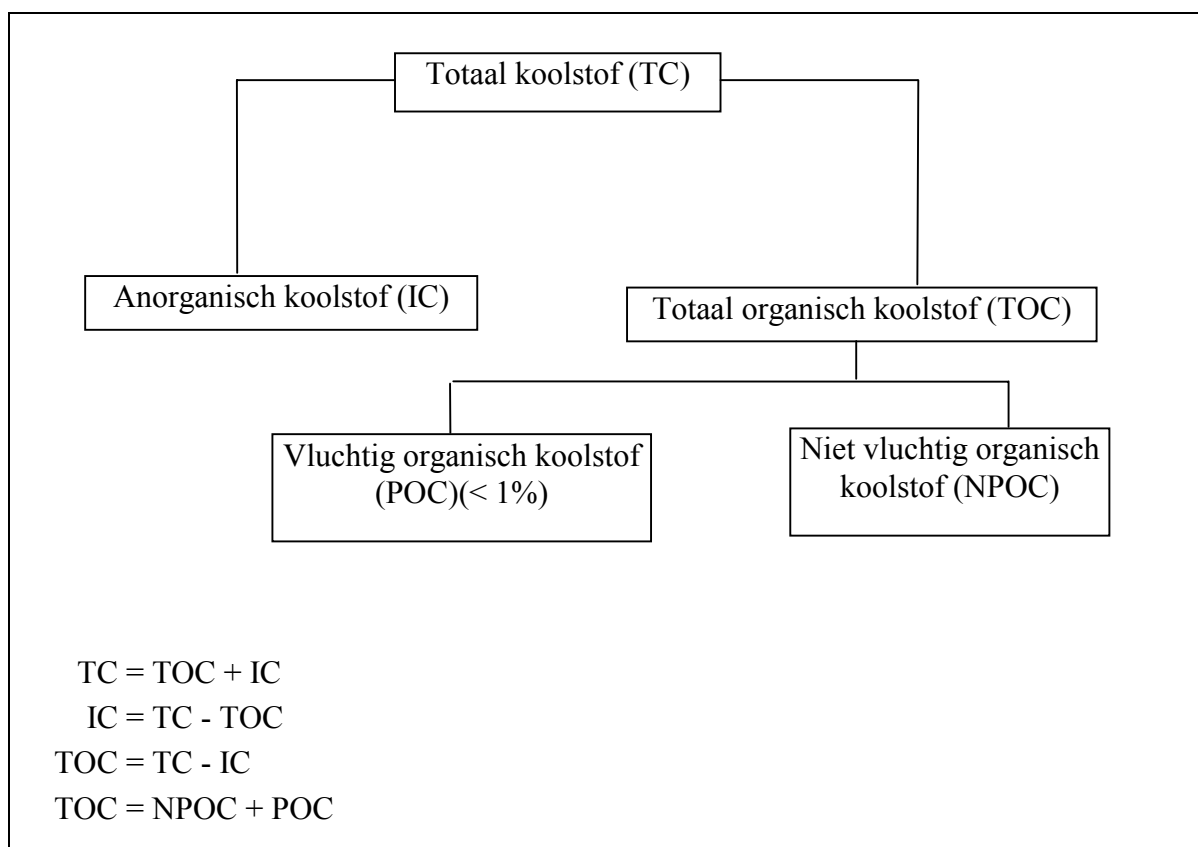 Totaal koolstof (TC)
Anorganisch koolstof (IC)
Totaal organisch koolstof (TOC)
Vluchtig organisch koolstof
(POC)(< 1%)
Niet vluchtig organisch
koolstof (NPOC)
TC = TOC + IC
IC = TC - TOC
TOC = TC - IC
TOC = NPOC + POC